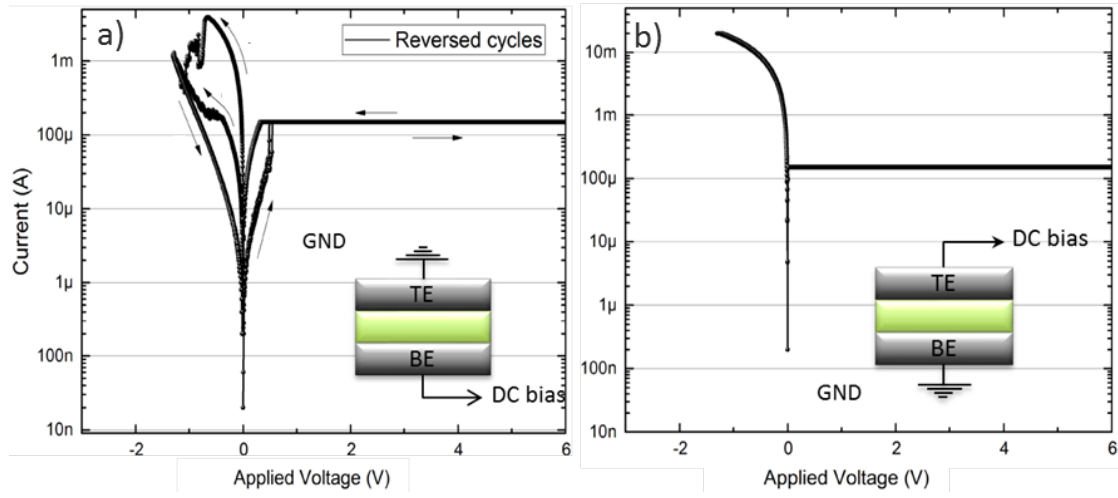 a)
Reversed cycles
1m
100µ
10µ
1µ
100n
10n
Current (A)
-2
0
2
4
6
Applied Voltage (V)
GND
TE
BE
DC bias
b)
10m
1m
100µ
10µ
1µ
100n
10n
-2
0
2
4
6
Applied Voltage (V)
DC bias
TE
BE
GND